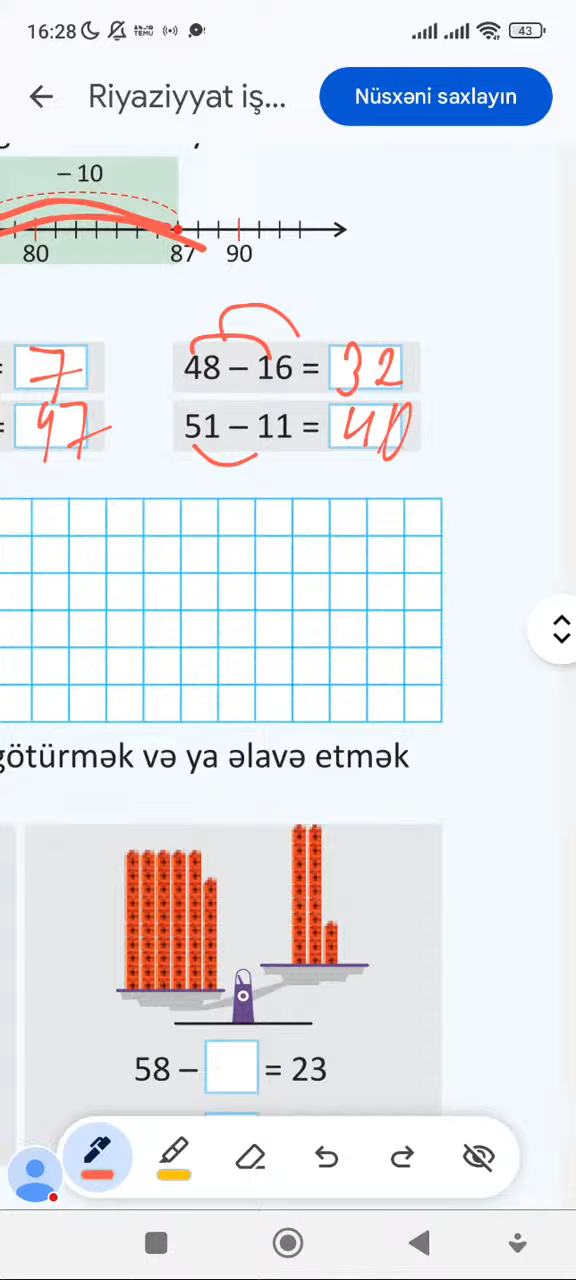 16:28 43
Riyaziyyat iş... Nüsxəni saxlayın
– 10
80 87 90
= 7 48 – 16 = 32
= 47 51 – 11 = 40
götürmək və ya əlavə etmək
58 – = 23